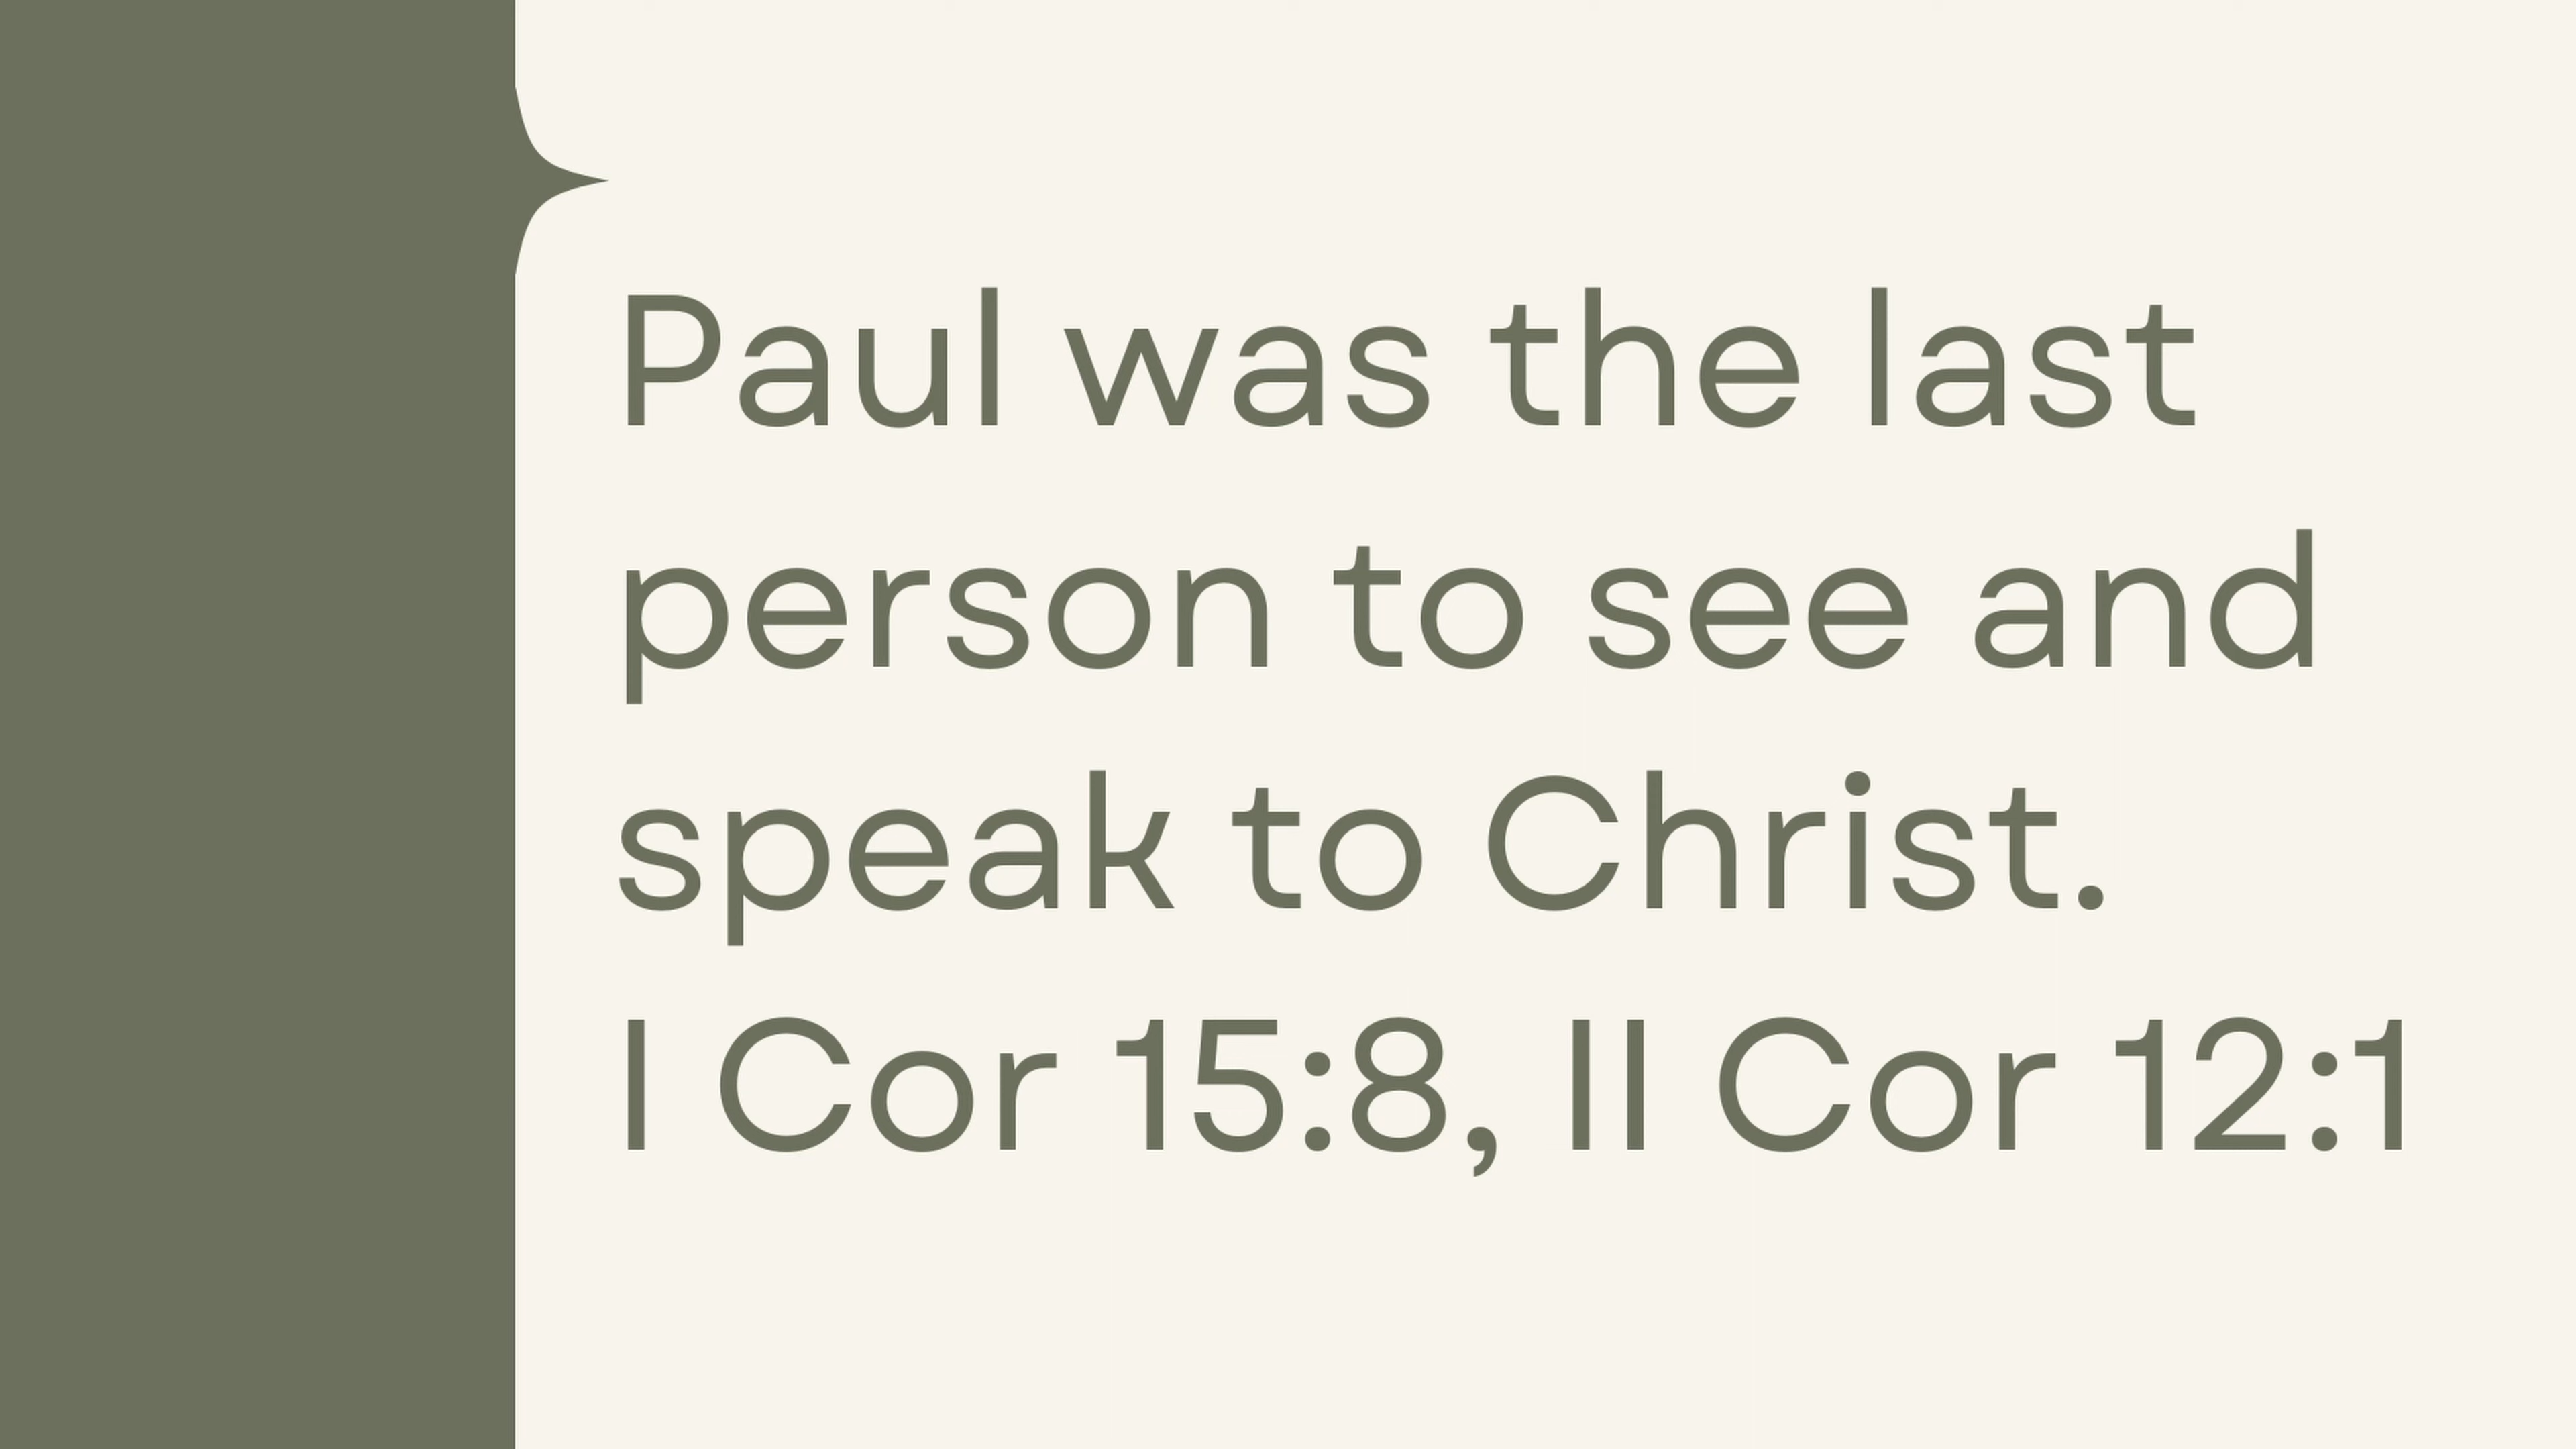 Paul was the last
person to see and
speak to Christ.
I Cor 15:8, II Cor 12:1